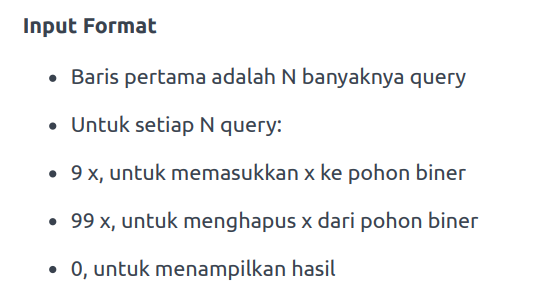 Input Format
• Baris pertama adalah N banyaknya query
• Untuk setiap N query:
• 9 x, untuk memasukkan x ke pohon biner
• 99 x, untuk menghapus x dari pohon biner
• 0, untuk menampilkan hasil